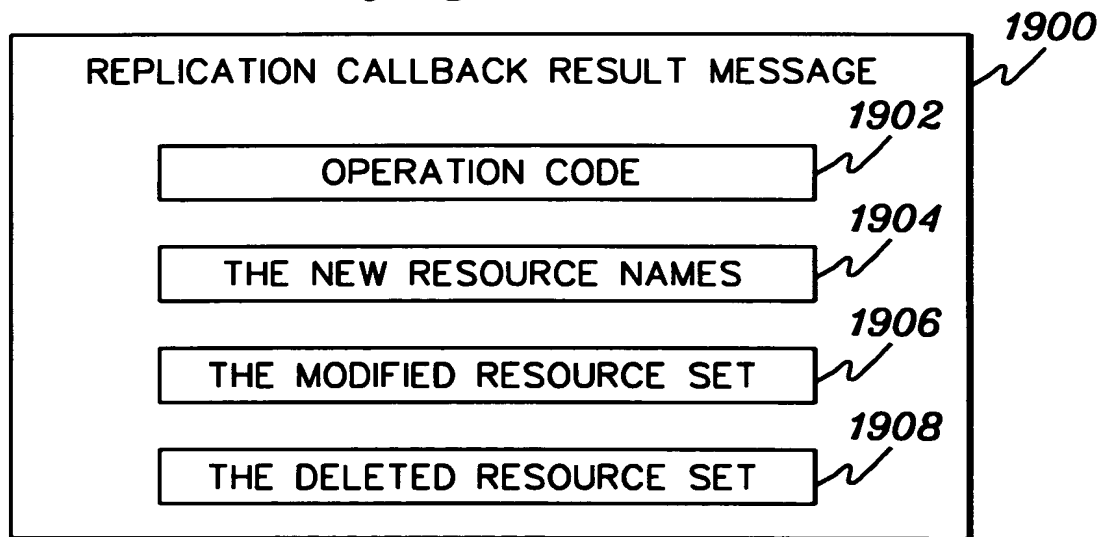 1900
REPLICATION CALLBACK RESULT MESSAGE
1902
OPERATION CODE
1904
THE NEW RESOURCE NAMES
1906
THE MODIFIED RESOURCE SET
1908
THE DELETED RESOURCE SET